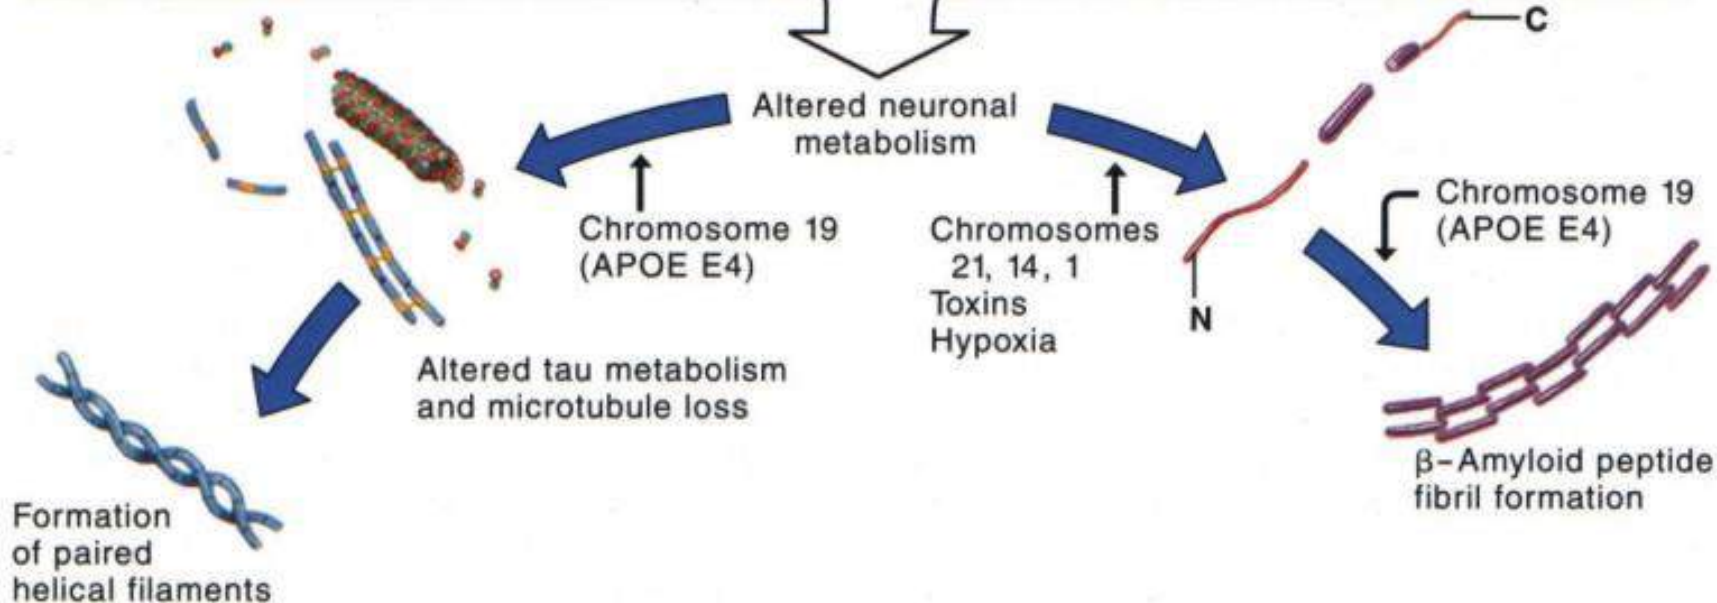 C
Altered neuronal
metabolism
Chromosome 19
(APOE E4)
Chromosomes
21, 14, 1
Toxins
Hypoxia
N
Chromosome 19
(APOE E4)
Altered tau metabolism
and microtubule loss
β-Amyloid peptide
fibril formation
Formation
of paired
helical filaments